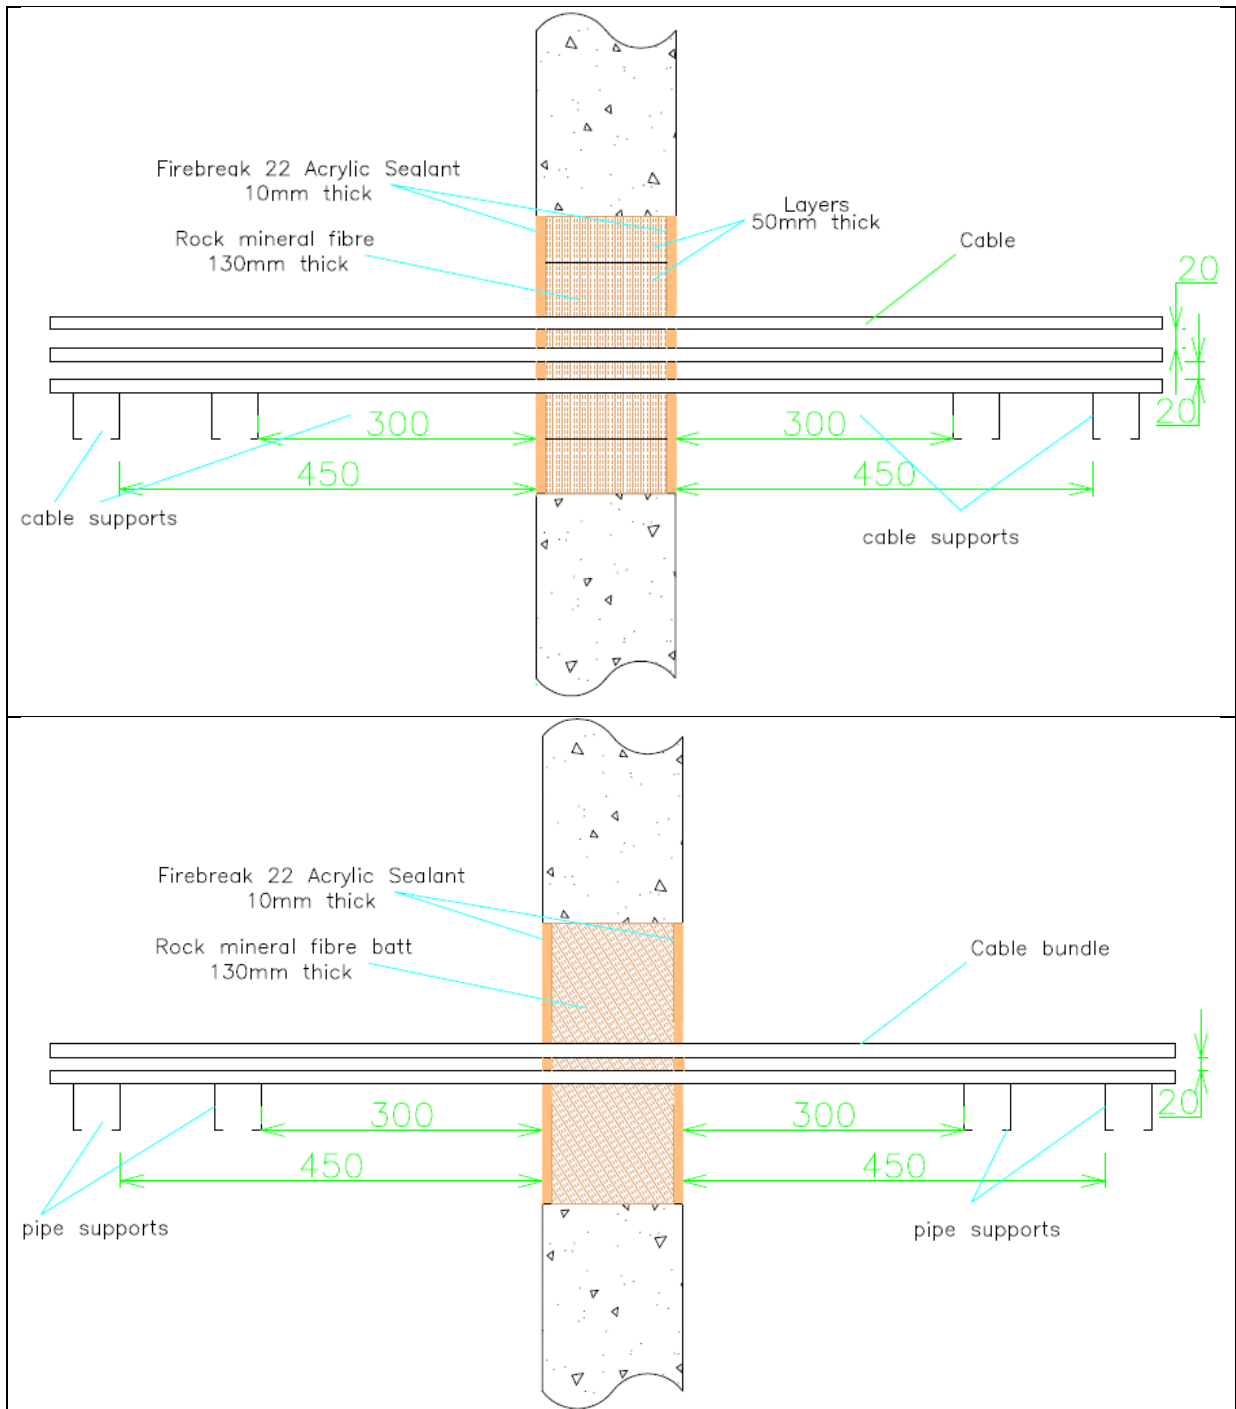 Firebreak 22 Acrylic Sealant
10mm thick
Layers
50mm thick
Rock mineral fibre
130mm thick
Cable
20
300
300
20
450
450
cable supports
cable supports
Firebreak 22 Acrylic Sealant
10mm thick
Rock mineral fibre batt
130mm thick
Cable bundle
300
300
20
450
450
pipe supports
pipe supports